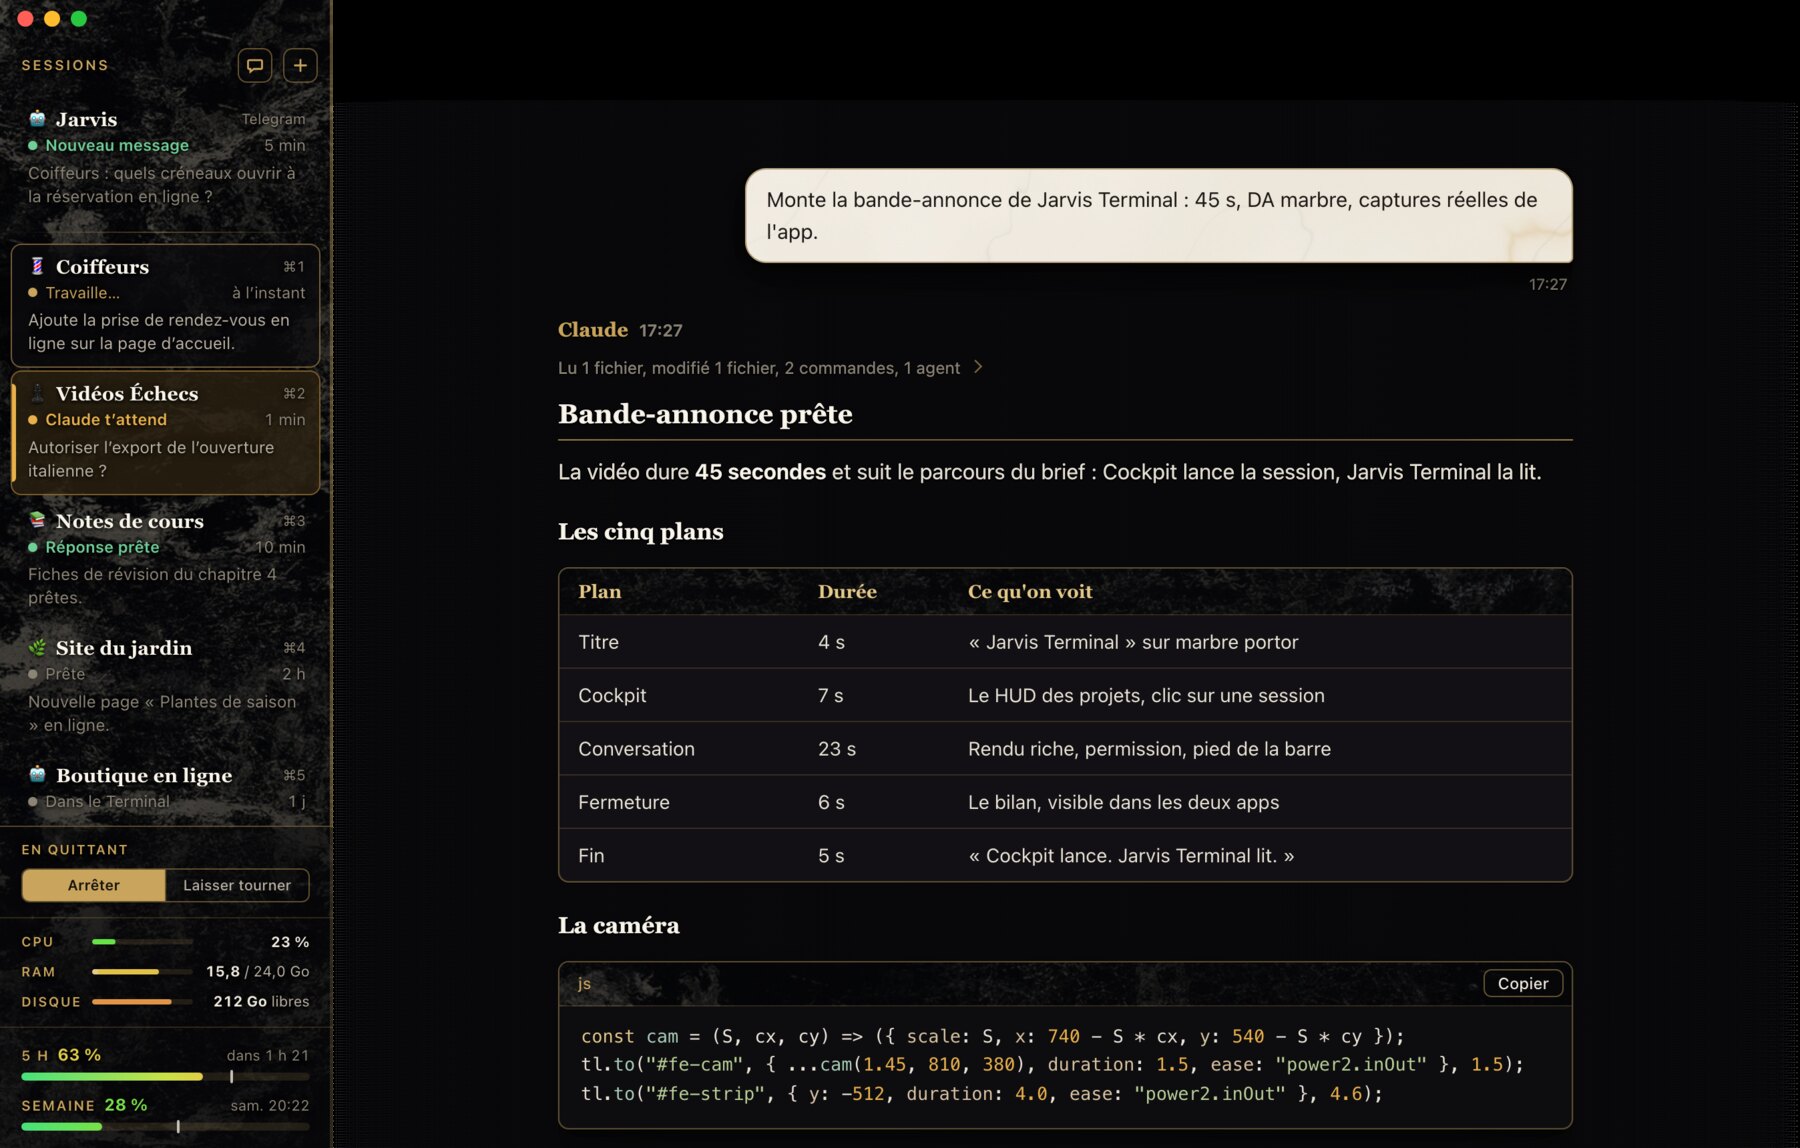 SESSIONS
Jarvis Telegram
Nouveau message 5 min
Coiffeurs : quels créneaux ouvrir à
la réservation en ligne ?
Coiffeurs ⌘1
Travaille... à l’instant
Ajoute la prise de rendez-vous en
ligne sur la page d’accueil.
Vidéos Échecs ⌘2
Claude t’attend 1 min
Autoriser l’export de l’ouverture
italienne ?
Notes de cours ⌘3
Réponse prête 10 min
Fiches de révision du chapitre 4
prêtes.
Site du jardin ⌘4
Prête 2 h
Nouvelle page « Plantes de saison
» en ligne.
Boutique en ligne ⌘5
Dans le Terminal 1 j
EN QUITTANT
Arrêter Laisser tourner
CPU 23 %
RAM 15,8 / 24,0 Go
DISQUE 212 Go libres
5 H 63 % dans 1 h 21
SEMAINE 28 % sam. 20:22
Monte la bande-annonce de Jarvis Terminal : 45 s, DA marbre, captures réelles de
l'app.
17:27
Claude 17:27
Lu 1 fichier, modifié 1 fichier, 2 commandes, 1 agent
Bande-annonce prête
La vidéo dure 45 secondes et suit le parcours du brief : Cockpit lance la session, Jarvis Terminal la lit.
Les cinq plans
Plan Durée Ce qu'on voit
Titre 4 s « Jarvis Terminal » sur marbre portor
Cockpit 7 s Le HUD des projets, clic sur une session
Conversation 23 s Rendu riche, permission, pied de la barre
Fermeture 6 s Le bilan, visible dans les deux apps
Fin 5 s « Cockpit lance. Jarvis Terminal lit. »
La caméra
js Copier
const cam = (S, cx, cy) => ({ scale: S, x: 740 − S * cx, y: 540 − S * cy });
tl.to("#fe-cam", { ...cam(1.45, 810, 380), duration: 1.5, ease: "power2.inOut" }, 1.5);
tl.to("#fe-strip", { y: −512, duration: 4.0, ease: "power2.inOut" }, 4.6);